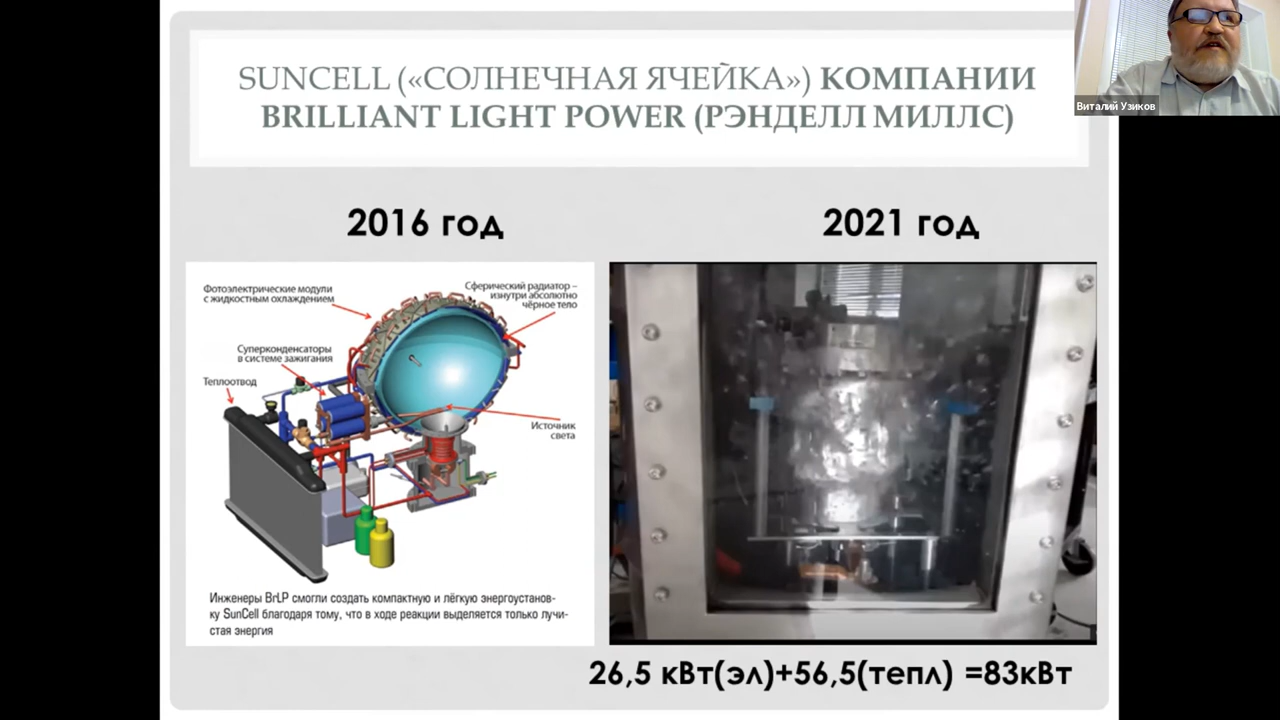 SUNCELL («СОЛНЕЧНАЯ ЯЧЕЙКА») КОМПАНИИ
BRILLIANT LIGHT POWER (РЭНДЕЛЛ МИЛЛС)
Виталий Узиков
2016 год
2021 год
Фотоэлектрические модули
с жидкостным охлаждением
Сферический радиатор –
изнутри абсолютно
чёрное тело
Суперконденсаторы
в системе зажигания
Теплоотвод
Источник
света
Инженеры BrLP смогли создать компактную и лёгкую энергоустанов-
ку SunCell благодаря тому, что в ходе реакции выделяется только лучи-
стая энергия
26,5 кВт(эл)+56,5(тепл) =83кВт